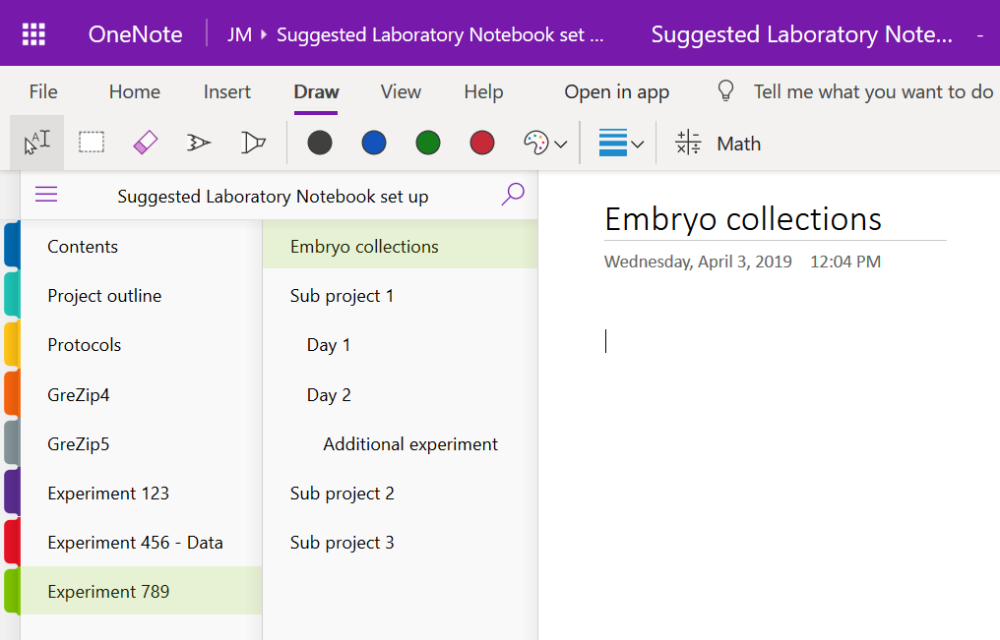 OneNote JM Suggested Laboratory Notebook set ... Suggested Laboratory Note... -
File Home Insert Draw View Help Open in app Tell me what you want to do
AI Math
Suggested Laboratory Notebook set up
Contents
Project outline
Protocols
GreZip4
GreZip5
Experiment 123
Experiment 456 - Data
Experiment 789
Embryo collections
Sub project 1
Day 1
Day 2
Additional experiment
Sub project 2
Sub project 3
Embryo collections
Wednesday, April 3, 2019 12:04 PM